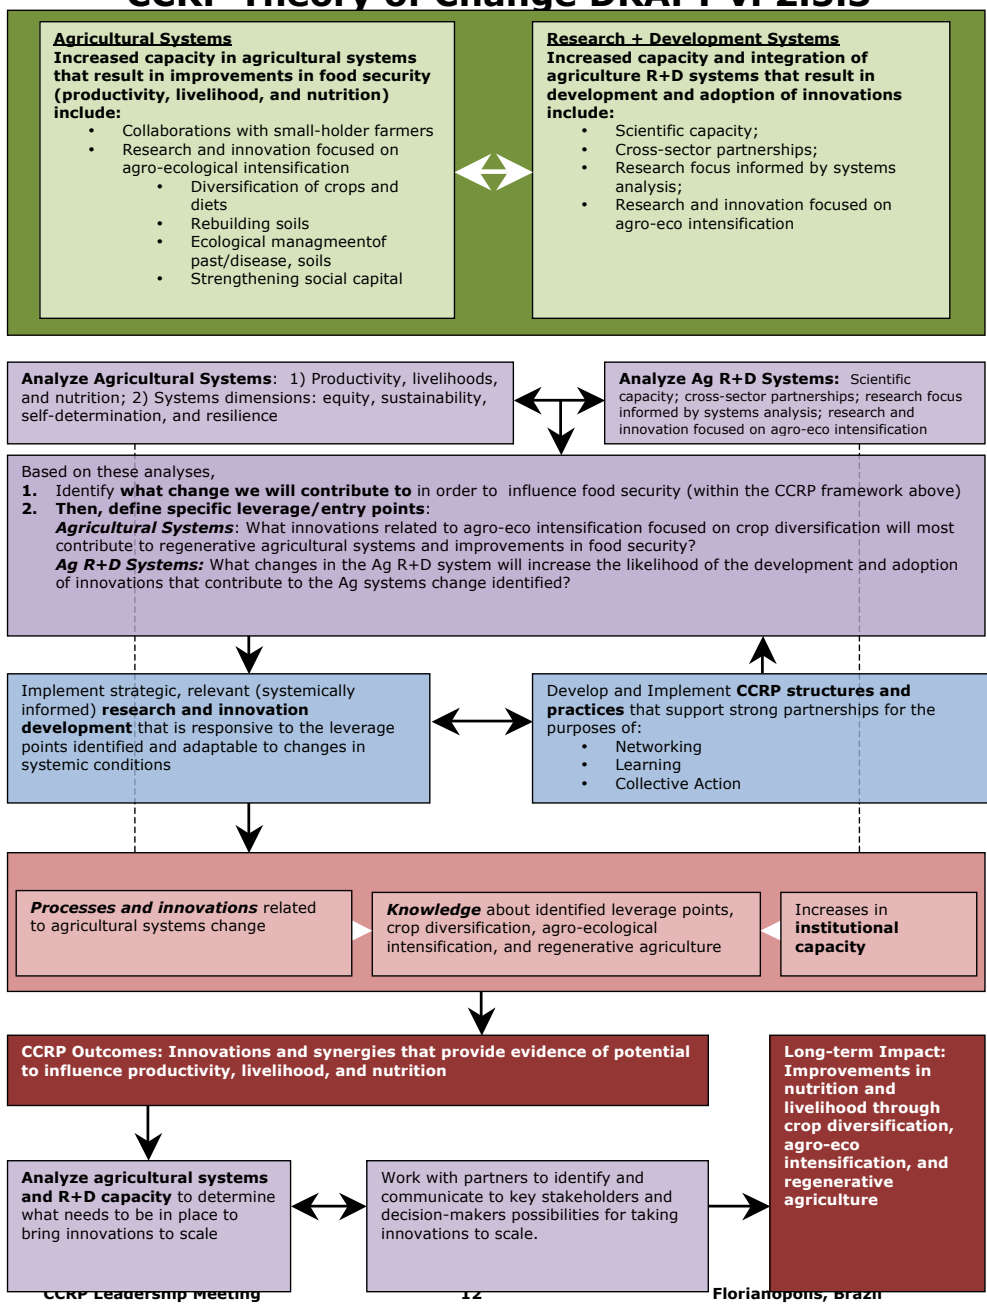 CCRP Theory of Change DRAFT v. 2.3.3
Agricultural Systems
Increased capacity in agricultural systems
that result in improvements in food security
(productivity, livelihood, and nutrition)
include:
• Collaborations with small-holder farmers
• Research and innovation focused on
agro-ecological intensification
• Diversification of crops and
diets
• Rebuilding soils
• Ecological managmeentof
past/disease, soils
• Strengthening social capital
Research + Development Systems
Increased capacity and integration of
agriculture R+D systems that result in
development and adoption of innovations
include:
• Scientific capacity;
• Cross-sector partnerships;
• Research focus informed by systems
analysis;
• Research and innovation focused on
agro-eco intensification
Analyze Agricultural Systems: 1) Productivity, livelihoods,
and nutrition; 2) Systems dimensions: equity, sustainability,
self-determination, and resilience
Analyze Ag R+D Systems: Scientific
capacity; cross-sector partnerships; research focus
informed by systems analysis; research and
innovation focused on agro-eco intensification
Based on these analyses,
1. Identify what change we will contribute to in order to influence food security (within the CCRP framework above)
2. Then, define specific leverage/entry points:
Agricultural Systems: What innovations related to agro-eco intensification focused on crop diversification will most
contribute to regenerative agricultural systems and improvements in food security?
Ag R+D Systems: What changes in the Ag R+D system will increase the likelihood of the development and adoption
of innovations that contribute to the Ag systems change identified?
Implement strategic, relevant (systemically
informed) research and innovation
development that is responsive to the leverage
points identified and adaptable to changes in
systemic conditions
Develop and Implement CCRP structures and
practices that support strong partnerships for the
purposes of:
• Networking
• Learning
• Collective Action
Processes and innovations related
to agricultural systems change
Knowledge about identified leverage points,
crop diversification, agro-ecological
intensification, and regenerative agriculture
Increases in
institutional
capacity
CCRP Outcomes: Innovations and synergies that provide evidence of potential
to influence productivity, livelihood, and nutrition
Long-term Impact:
Improvements in
nutrition and
livelihood through
crop diversification,
agro-eco
intensification, and
regenerative
agriculture
Analyze agricultural systems
and R+D capacity to determine
what needs to be in place to
bring innovations to scale
Work with partners to identify and
communicate to key stakeholders and
decision-makers possibilities for taking
innovations to scale.
CCRP Leadership Meeting 12 Florianopolis, Brazil